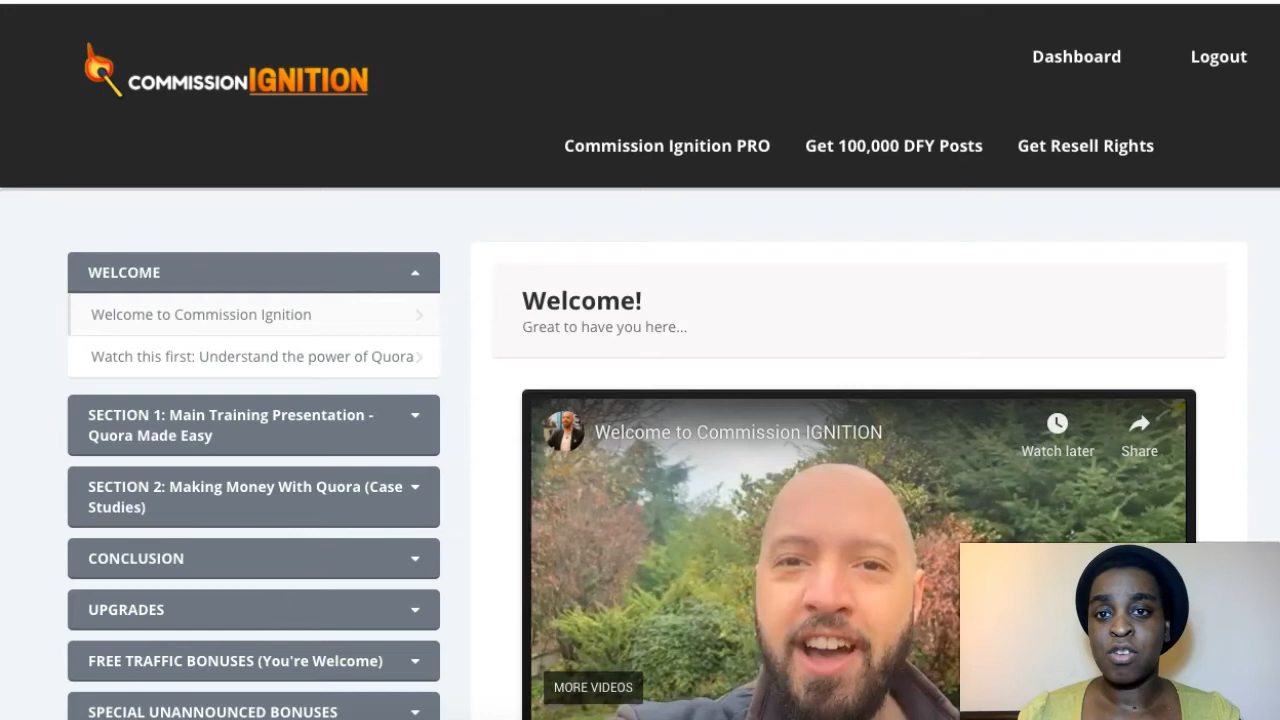 COMMISSIONIGNITION
Dashboard
Logout
Commission Ignition PRO
Get 100,000 DFY Posts
Get Resell Rights
WELCOME
Welcome to Commission Ignition
Watch this first: Understand the power of Quora
SECTION 1: Main Training Presentation -
Quora Made Easy
SECTION 2: Making Money With Quora (Case
Studies)
CONCLUSION
UPGRADES
FREE TRAFFIC BONUSES (You're Welcome)
SPECIAL UNANNOUNCED BONUSES
Welcome!
Great to have you here...
Welcome to Commission IGNITION
Watch later
Share
MORE VIDEOS